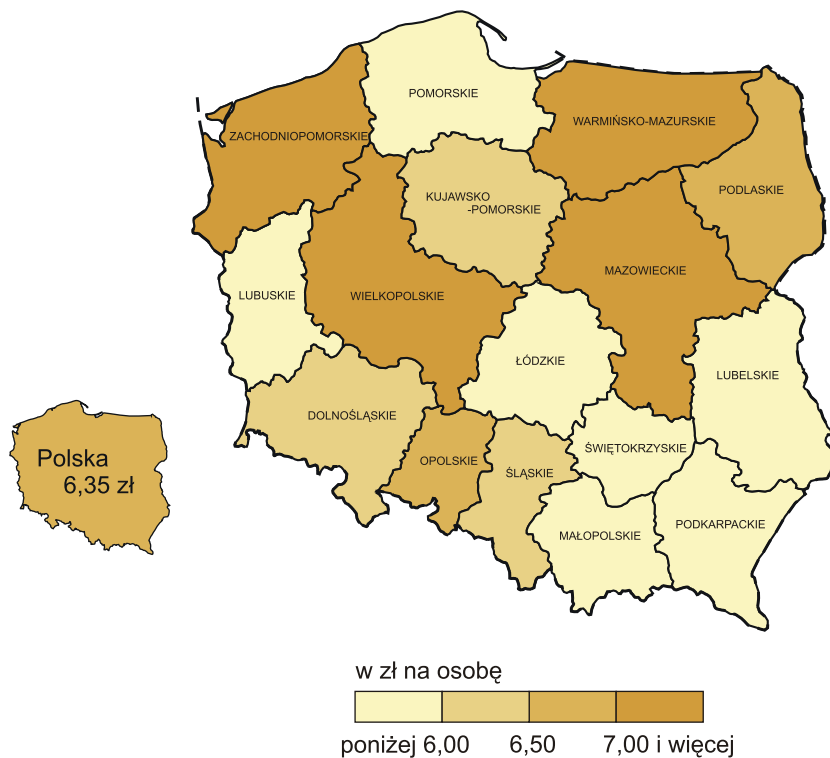 POMORSKIE
WARMIŃSKO-MAZURSKIE
ZACHODNIOPOMORSKIE
PODLASKIE
KUJAWSKO
-POMORSKIE
MAZOWIECKIE
LUBUSKIE
WIELKOPOLSKIE
ŁÓDZKIE
LUBELSKIE
DOLNOŚLĄSKIE
ŚWIĘTOKRZYSKIE
OPOLSKIE
ŚLĄSKIE
PODKARPACKIE
MAŁOPOLSKIE
Polska
6,35 zł
w zł na osobę
poniżej 6,00 6,50 7,00 i więcej